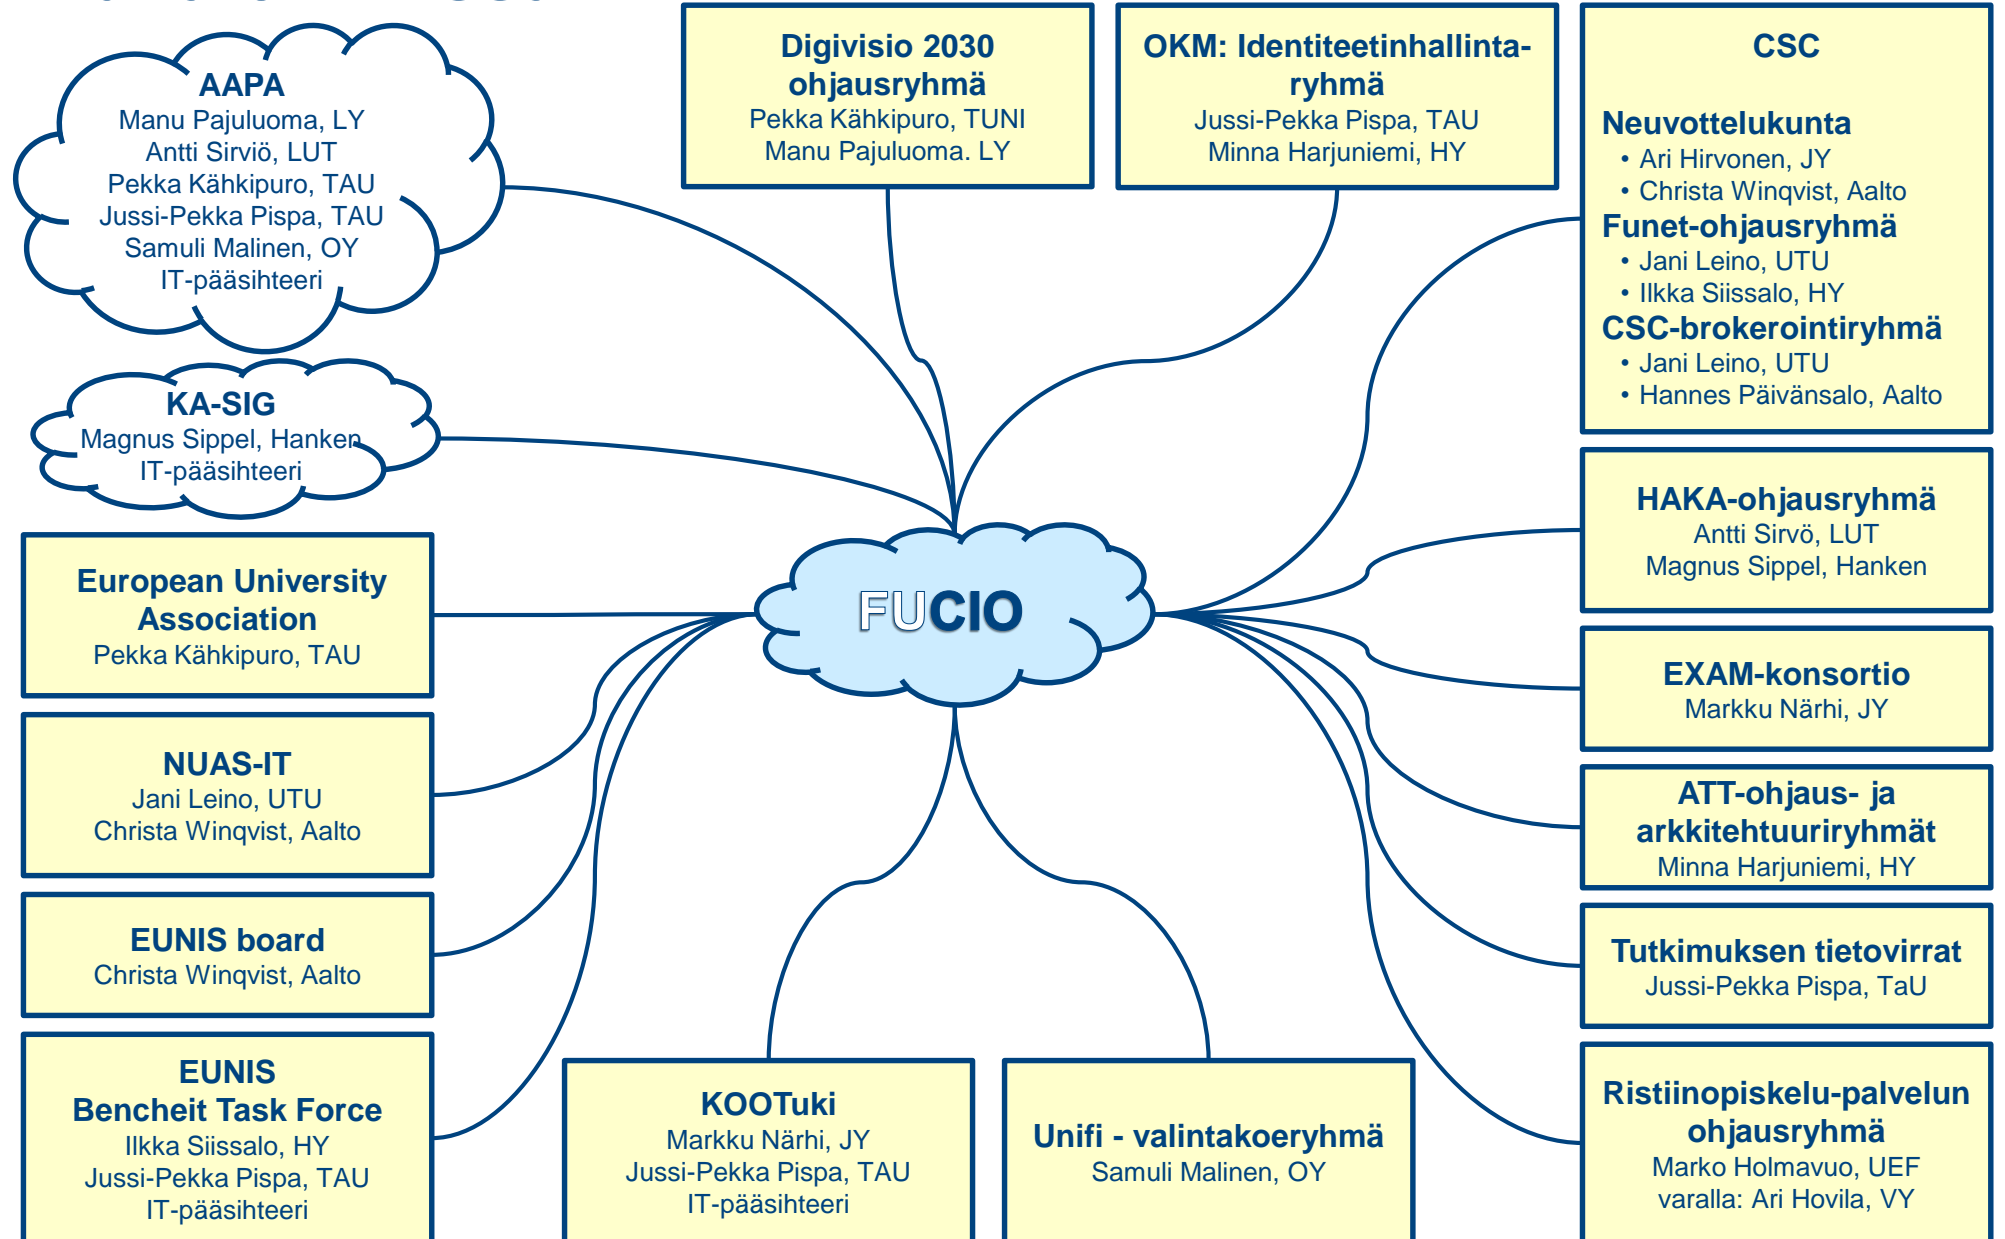 AAPA
Manu Pajuluoma, LY
Antti Sirviö, LUT
Pekka Kähkipuro, TAU
Jussi-Pekka Pispa, TAU
Samuli Malinen, OY
IT-pääsihteeri
KA-SIG
Magnus Sippel, Hanken
IT-pääsihteeri
Digivisio 2030
ohjausryhmä
Pekka Kähkipuro, TUNI
Manu Pajuluoma. LY
OKM: Identiteetinhallinta-
ryhmä
Jussi-Pekka Pispa, TAU
Minna Harjuniemi, HY
CSC
Neuvottelukunta
• Ari Hirvonen, JY
• Christa Winqvist, Aalto
Funet-ohjausryhmä
• Jani Leino, UTU
• Ilkka Siissalo, HY
CSC-brokerointiryhmä
• Jani Leino, UTU
• Hannes Päivänsalo, Aalto
HAKA-ohjausryhmä
Antti Sirvö, LUT
Magnus Sippel, Hanken
EXAM-konsortio
Markku Närhi, JY
ATT-ohjaus- ja
arkkitehtuuriryhmät
Minna Harjuniemi, HY
Tutkimuksen tietovirrat
Jussi-Pekka Pispa, TaU
Ristiinopiskelu-palvelun
ohjausryhmä
Marko Holmavuo, UEF
varalla: Ari Hovila, VY
FUCIO
European University
Association
Pekka Kähkipuro, TAU
NUAS-IT
Jani Leino, UTU
Christa Winqvist, Aalto
EUNIS board
Christa Winqvist, Aalto
EUNIS
Bencheit Task Force
Ilkka Siissalo, HY
Jussi-Pekka Pispa, TAU
IT-pääsihteeri
KOOTuki
Markku Närhi, JY
Jussi-Pekka Pispa, TAU
IT-pääsihteeri
Unifi - valintakoeryhmä
Samuli Malinen, OY